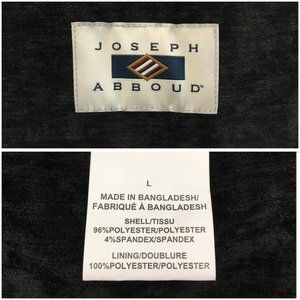 JOSEPH
ABBOUD™
L
MADE IN BANGLADESH/
FABRIQUÉ À BANGLADESH
SHELL/TISSU
96%POLYESTER/POLYESTER
4%SPANDEX/SPANDEX
LINING/DOUBLURE
100%POLYESTER/POLYESTER